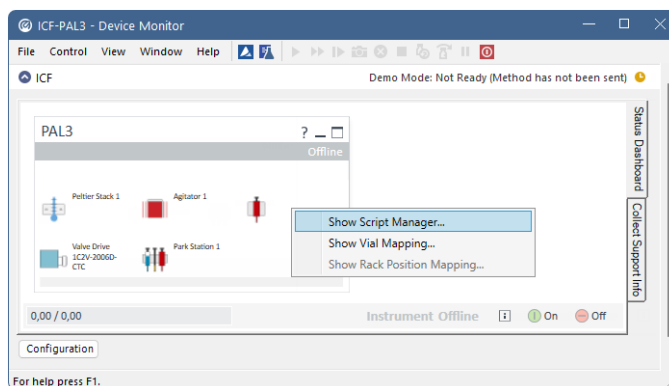 ICF-PAL3 - Device Monitor
File Control View Window Help
ICF
Demo Mode: Not Ready (Method has not been sent)
PAL3
?
Offline
Peltier Stack 1
Agitator 1
Valve Drive
1C2V-2006D-
CTC
Park Station 1
Show Script Manager...
Show Vial Mapping...
Show Rack Position Mapping...
Status Dashboard
Collect Support Info
0,00 / 0,00
Instrument Offline
i
On
Off
Configuration
For help press F1.